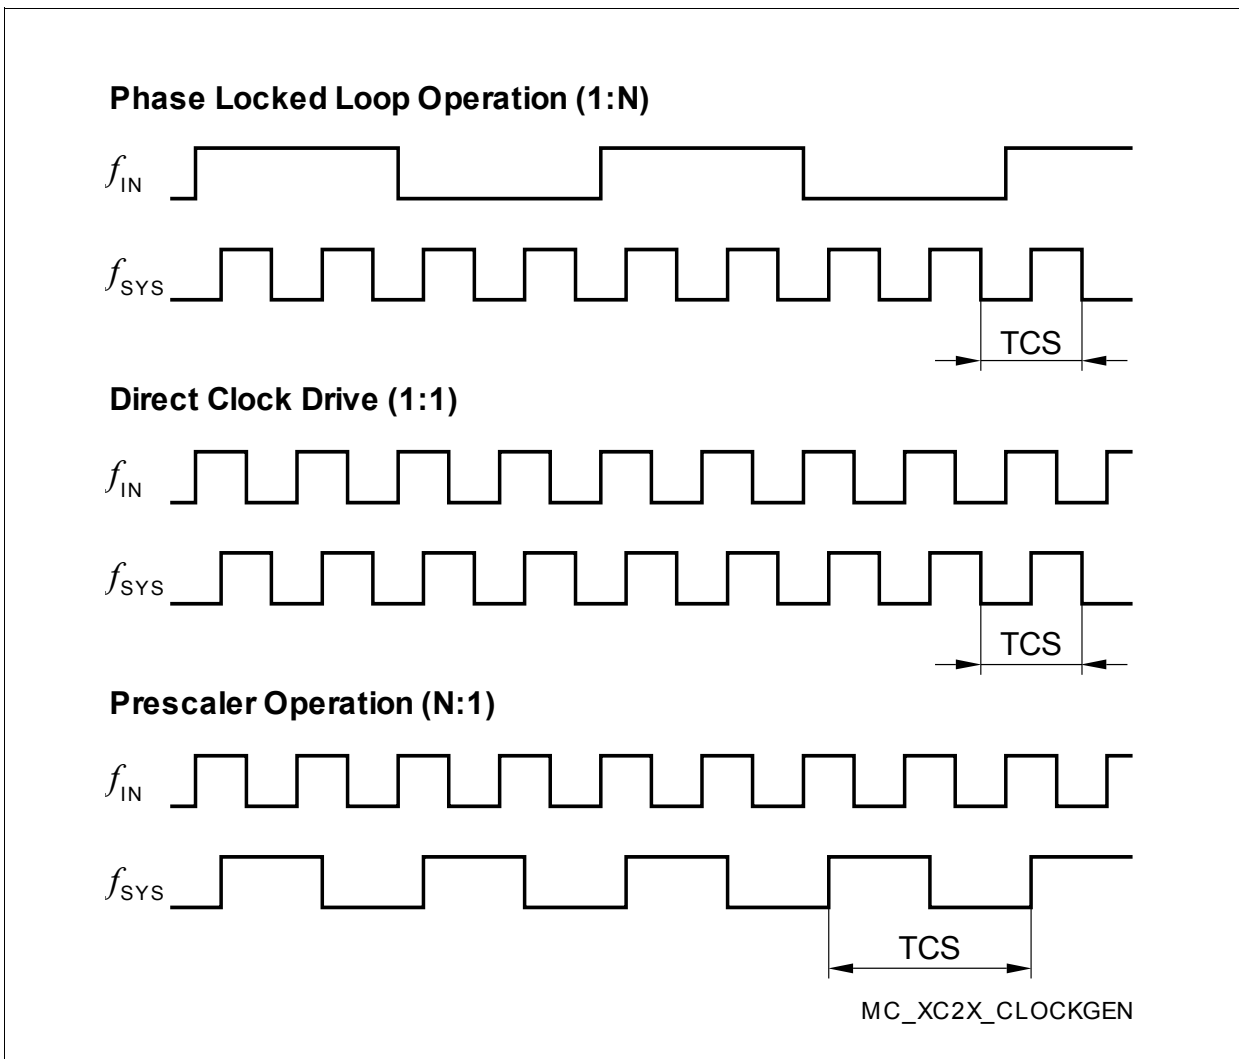 Phase Locked Loop Operation (1:N)
fIN
fSYS
TCS
Direct Clock Drive (1:1)
fIN
fSYS
TCS
Prescaler Operation (N:1)
fIN
fSYS
TCS
MC_XC2X_CLOCKGEN